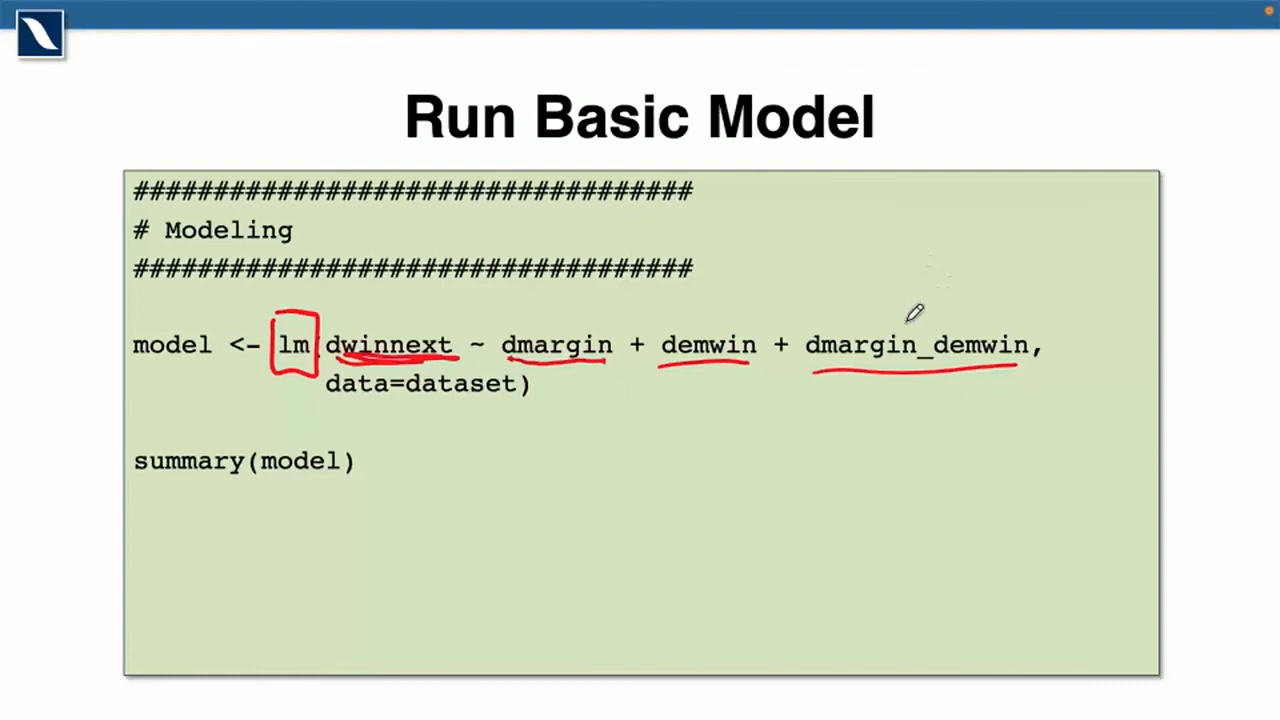 Run Basic Model
###################################
# Modeling
###################################
model <- lm(dwinnext ~ dmargin + demwin + dmargin_demwin,
data=dataset)
summary(model)